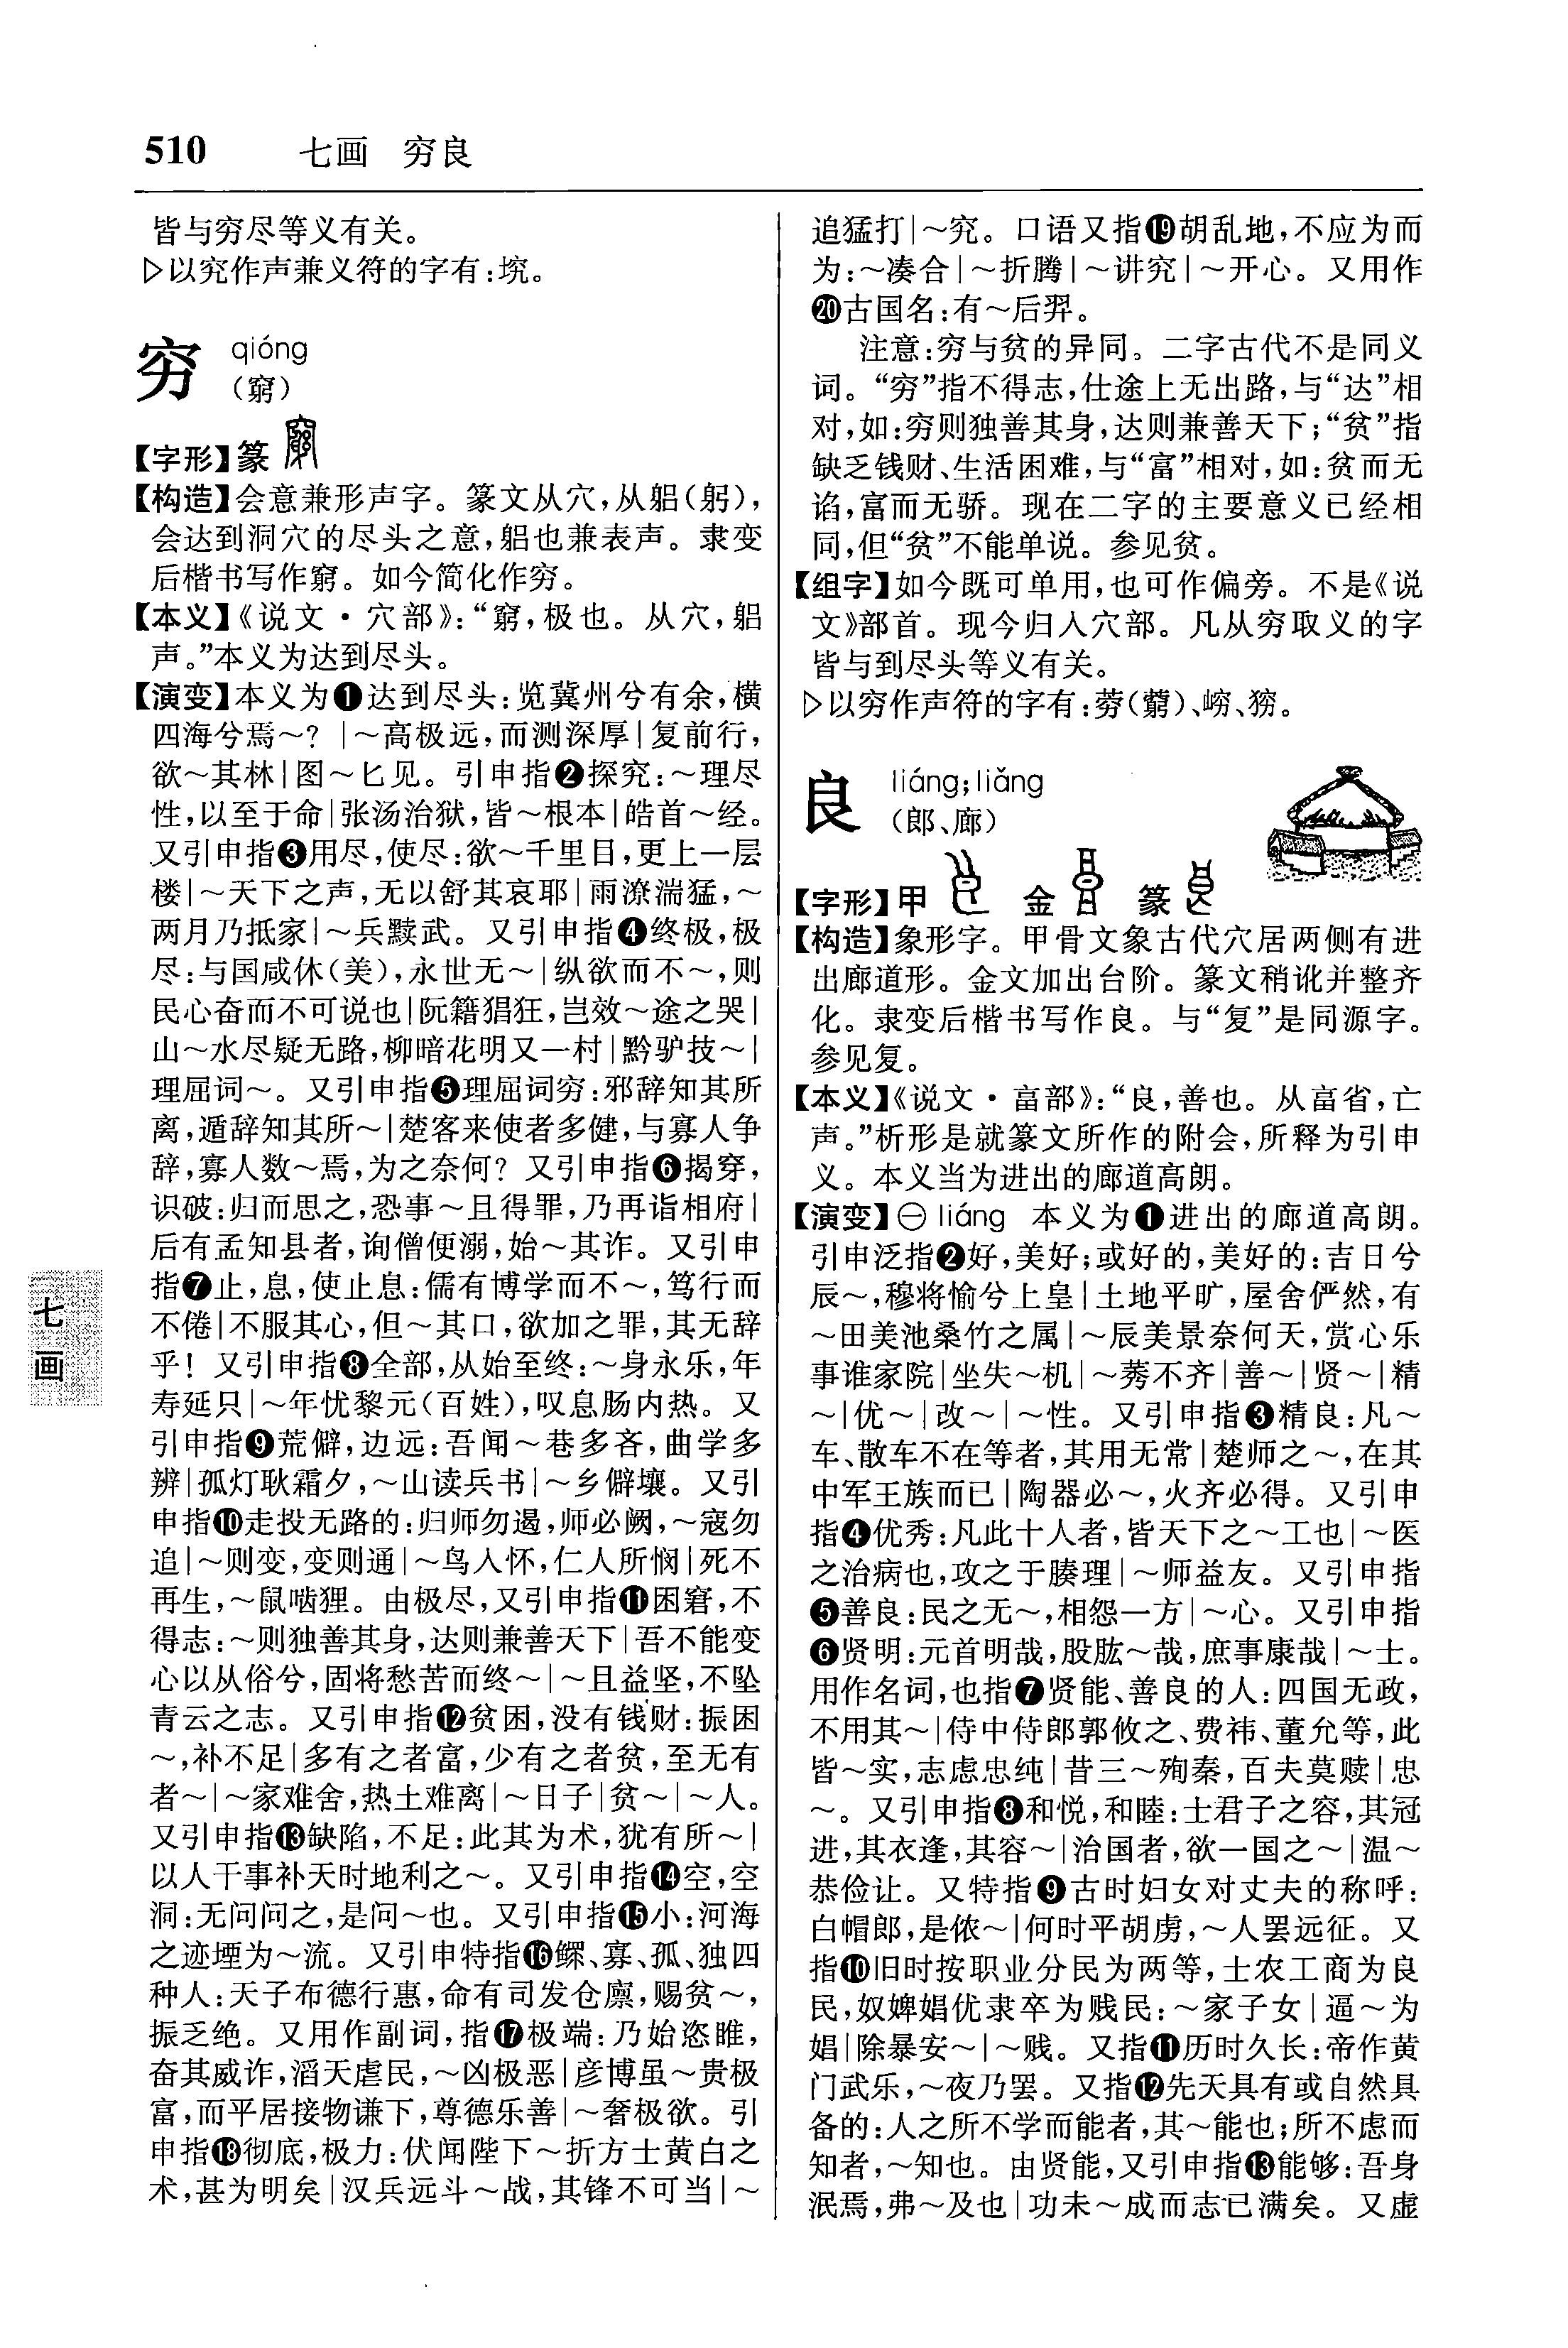 510 七画 穷良
皆与穷尽等义有关。
▷以究作声兼义符的字有:堔。
穷 qióng
(窮)
【字形】篆
【构造】会意兼形声字。篆文从穴,从躳(躬),
会达到洞穴的尽头之意,躳也兼表声。隶变
后楷书写作窮。如今简化作穷。
【本义】《说文·穴部》:“窮,极也。从穴,躳
声。”本义为达到尽头。
【演变】本义为❶达到尽头:览冀州兮有余,横
四海兮焉~?|~高极远,而测深厚|复前行,
欲~其林|图~匕见。引申指❷探究:~理尽
性,以至于命|张汤治狱,皆~根本|皓首~经。
又引申指❸用尽,使尽:欲~千里目,更上一层
楼|~天下之声,无以舒其哀耶|雨潦湍猛,~
两月乃抵家|~兵黩武。又引申指❹终极,极
尽:与国咸休(美),永世无~|纵欲而不~,则
民心奋而不可说也|阮籍猖狂,岂效~途之哭|
山~水尽疑无路,柳暗花明又一村|黔驴技~|
理屈词~。又引申指❺理屈词穷:邪辞知其所
离,遁辞知其所~|楚客来使者多健,与寡人争
辞,寡人数~焉,为之奈何?又引申指❻揭穿,
识破:归而思之,恐事~且得罪,乃再诣相府|
后有孟知县者,询僧便溺,始~其诈。又引申
指❼止,息,使止息:儒有博学而不~,笃行而
不倦|不服其心,但~其口,欲加之罪,其无辞
乎!又引申指❽全部,从始至终:~身永乐,年
寿延只|~年忧黎元(百姓),叹息肠内热。又
引申指❾荒僻,边远:吾闻~巷多吝,曲学多
辨|孤灯耿霜夕,~山读兵书|~乡僻壤。又引
申指❿走投无路的:归师勿遏,师必阙,~寇勿
追|~则变,变则通|~鸟入怀,仁人所悯|死不
再生,~鼠啮狸。由极尽,又引申指⓫困窘,不
得志:~则独善其身,达则兼善天下|吾不能变
心以从俗兮,固将愁苦而终~|~且益坚,不坠
青云之志。又引申指⓬贫困,没有钱财:振困
~,补不足|多有之者富,少有之者贫,至无有
者~|~家难舍,热土难离|~日子|贫~|~人。
又引申指⓭缺陷,不足:此其为术,犹有所~|
以人干事补天时地利之~。又引申指⓮空,空
洞:无问问之,是问~也。又引申指⓯小:河海
之迹堙为~流。又引申特指⓰鳏、寡、孤、独四
种人:天子布德行惠,命有司发仓廪,赐贫~,
振乏绝。又用作副词,指⓱极端:乃始恣睢,
奋其威诈,滔天虐民,~凶极恶|彦博虽~贵极
富,而平居接物谦下,尊德乐善|~奢极欲。引
申指⓲彻底,极力:伏闻陛下~折方士黄白之
术,甚为明矣|汉兵远斗~战,其锋不可当|~
追猛打|~究。口语又指⓳胡乱地,不应为而
为:~凑合|~折腾|~讲究|~开心。又用作
⓴古国名:有~后羿。
注意:穷与贫的异同。二字古代不是同义
词。“穷”指不得志,仕途上无出路,与“达”相
对,如:穷则独善其身,达则兼善天下;“贫”指
缺乏钱财、生活困难,与“富”相对,如:贫而无
谄,富而无骄。现在二字的主要意义已经相
同,但“贫”不能单说。参见贫。
【组字】如今既可单用,也可作偏旁。不是《说
文》部首。现今归入穴部。凡从穷取义的字
皆与到尽头等义有关。
▷以穷作声符的字有:䓖(藭)、㟒、㧭。
良 liáng;liǎng
(郎、廊)
【字形】甲 金 篆
【构造】象形字。甲骨文象古代穴居两侧有进
出廊道形。金文加出台阶。篆文稍讹并整齐
化。隶变后楷书写作良。与“复”是同源字。
参见复。
【本义】《说文·畗部》:“良,善也。从畗省,亡
声。”析形是就篆文所作的附会,所释为引申
义。本义当为进出的廊道高朗。
【演变】㊀liáng 本义为❶进出的廊道高朗。
引申泛指❷好,美好;或好的,美好的:吉日兮
辰~,穆将愉兮上皇|土地平旷,屋舍俨然,有
~田美池桑竹之属|~辰美景奈何天,赏心乐
事谁家院|坐失~机|~莠不齐|善~|贤~|精
~|优~|改~|~性。又引申指❸精良:凡~
车、散车不在等者,其用无常|楚师之~,在其
中军王族而已|陶器必~,火齐必得。又引申
指❹优秀:凡此十人者,皆天下之~工也|~医
之治病也,攻之于腠理|~师益友。又引申指
❺善良:民之无~,相怨一方|~心。又引申指
❻贤明:元首明哉,股肱~哉,庶事康哉|~士。
用作名词,也指❼贤能、善良的人:四国无政,
不用其~|侍中侍郎郭攸之、费祎、董允等,此
皆~实,志虑忠纯|昔三~殉秦,百夫莫赎|忠
~。又引申指❽和悦,和睦:士君子之容,其冠
进,其衣逢,其容~|治国者,欲一国之~|温~
恭俭让。又特指❾古时妇女对丈夫的称呼:
白帽郎,是侬~|何时平胡虏,~人罢远征。又
指❿旧时按职业分民为两等,士农工商为良
民,奴婢娼优隶卒为贱民:~家子女|逼~为
娼|除暴安~|~贱。又指⓫历时久长:帝作黄
门武乐,~夜乃罢。又指⓬先天具有或自然具
备的:人之所不学而能者,其~能也;所不虑而
知者,~知也。由贤能,又引申指⓭能够:吾身
泯焉,弗~及也|功未~成而志已满矣。又虚
七
画